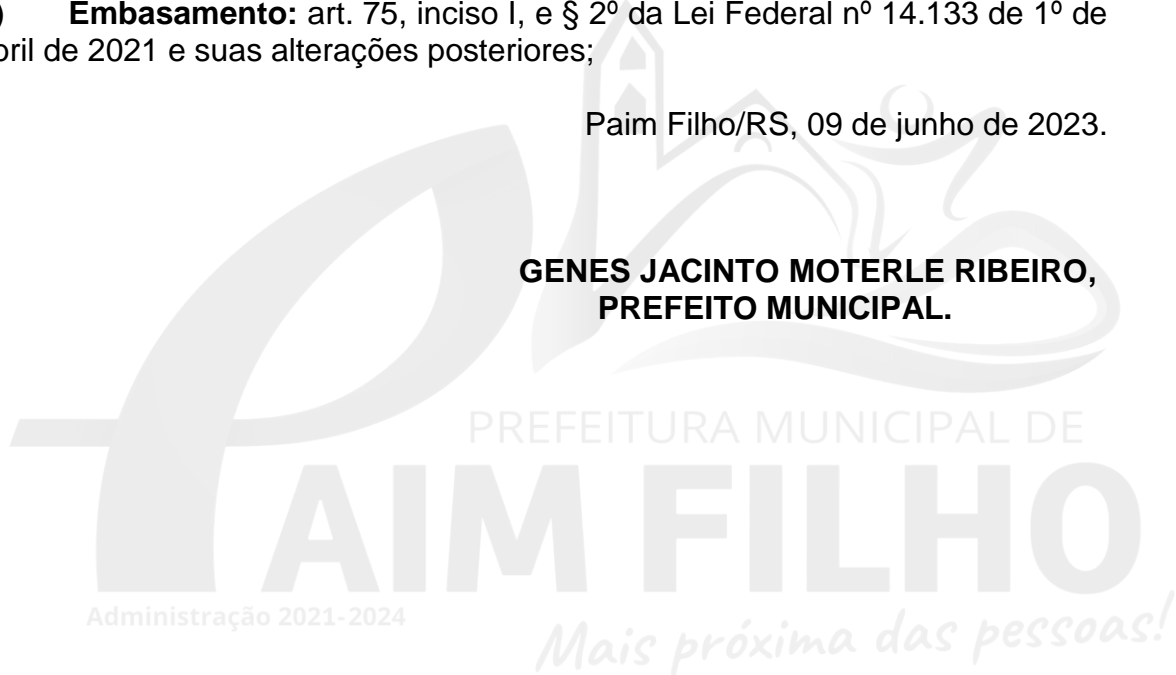 ) Embasamento: art. 75, inciso I, e § 2º da Lei Federal nº 14.133 de 1º de
bril de 2021 e suas alterações posteriores;
Paim Filho/RS, 09 de junho de 2023.
GENES JACINTO MOTERLE RIBEIRO,
PREFEITO MUNICIPAL.
PREFEITURA MUNICIPAL DE
PAIM FILHO
Administração 2021-2024
Mais próxima das pessoas!